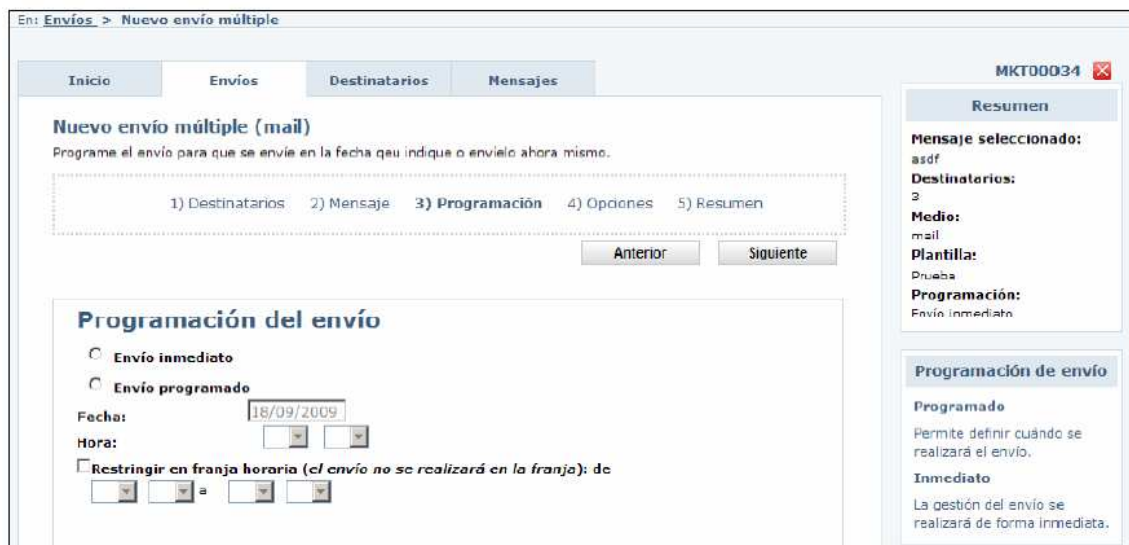 En: Envíos > Nuevo envío múltiple
Inicio
Envíos
Destinatarios
Mensajes
Nuevo envío múltiple (mail)
Programe el envío para que se envíe en la fecha qeu indique o envielo ahora mismo.
1) Destinatarios 2) Mensaje 3) Programación 4) Opciones 5) Resumen
Anterior
Siguiente
Programación del envío
Envío inmediato
Envío programado
Fecha: 18/09/2009
Hora:
Restringir en franja horaria (el envío no se realizará en la franja): de
a
MKT00034
Resumen
Mensaje seleccionado:
asdf
Destinatarios:
3
Medio:
mail
Plantilla:
Prueba
Programación:
Envío inmediato
Programación de envío
Programado
Permite definir cuándo se
realizará el envío.
Inmediato
La gestión del envío se
realizará de forma inmediata.